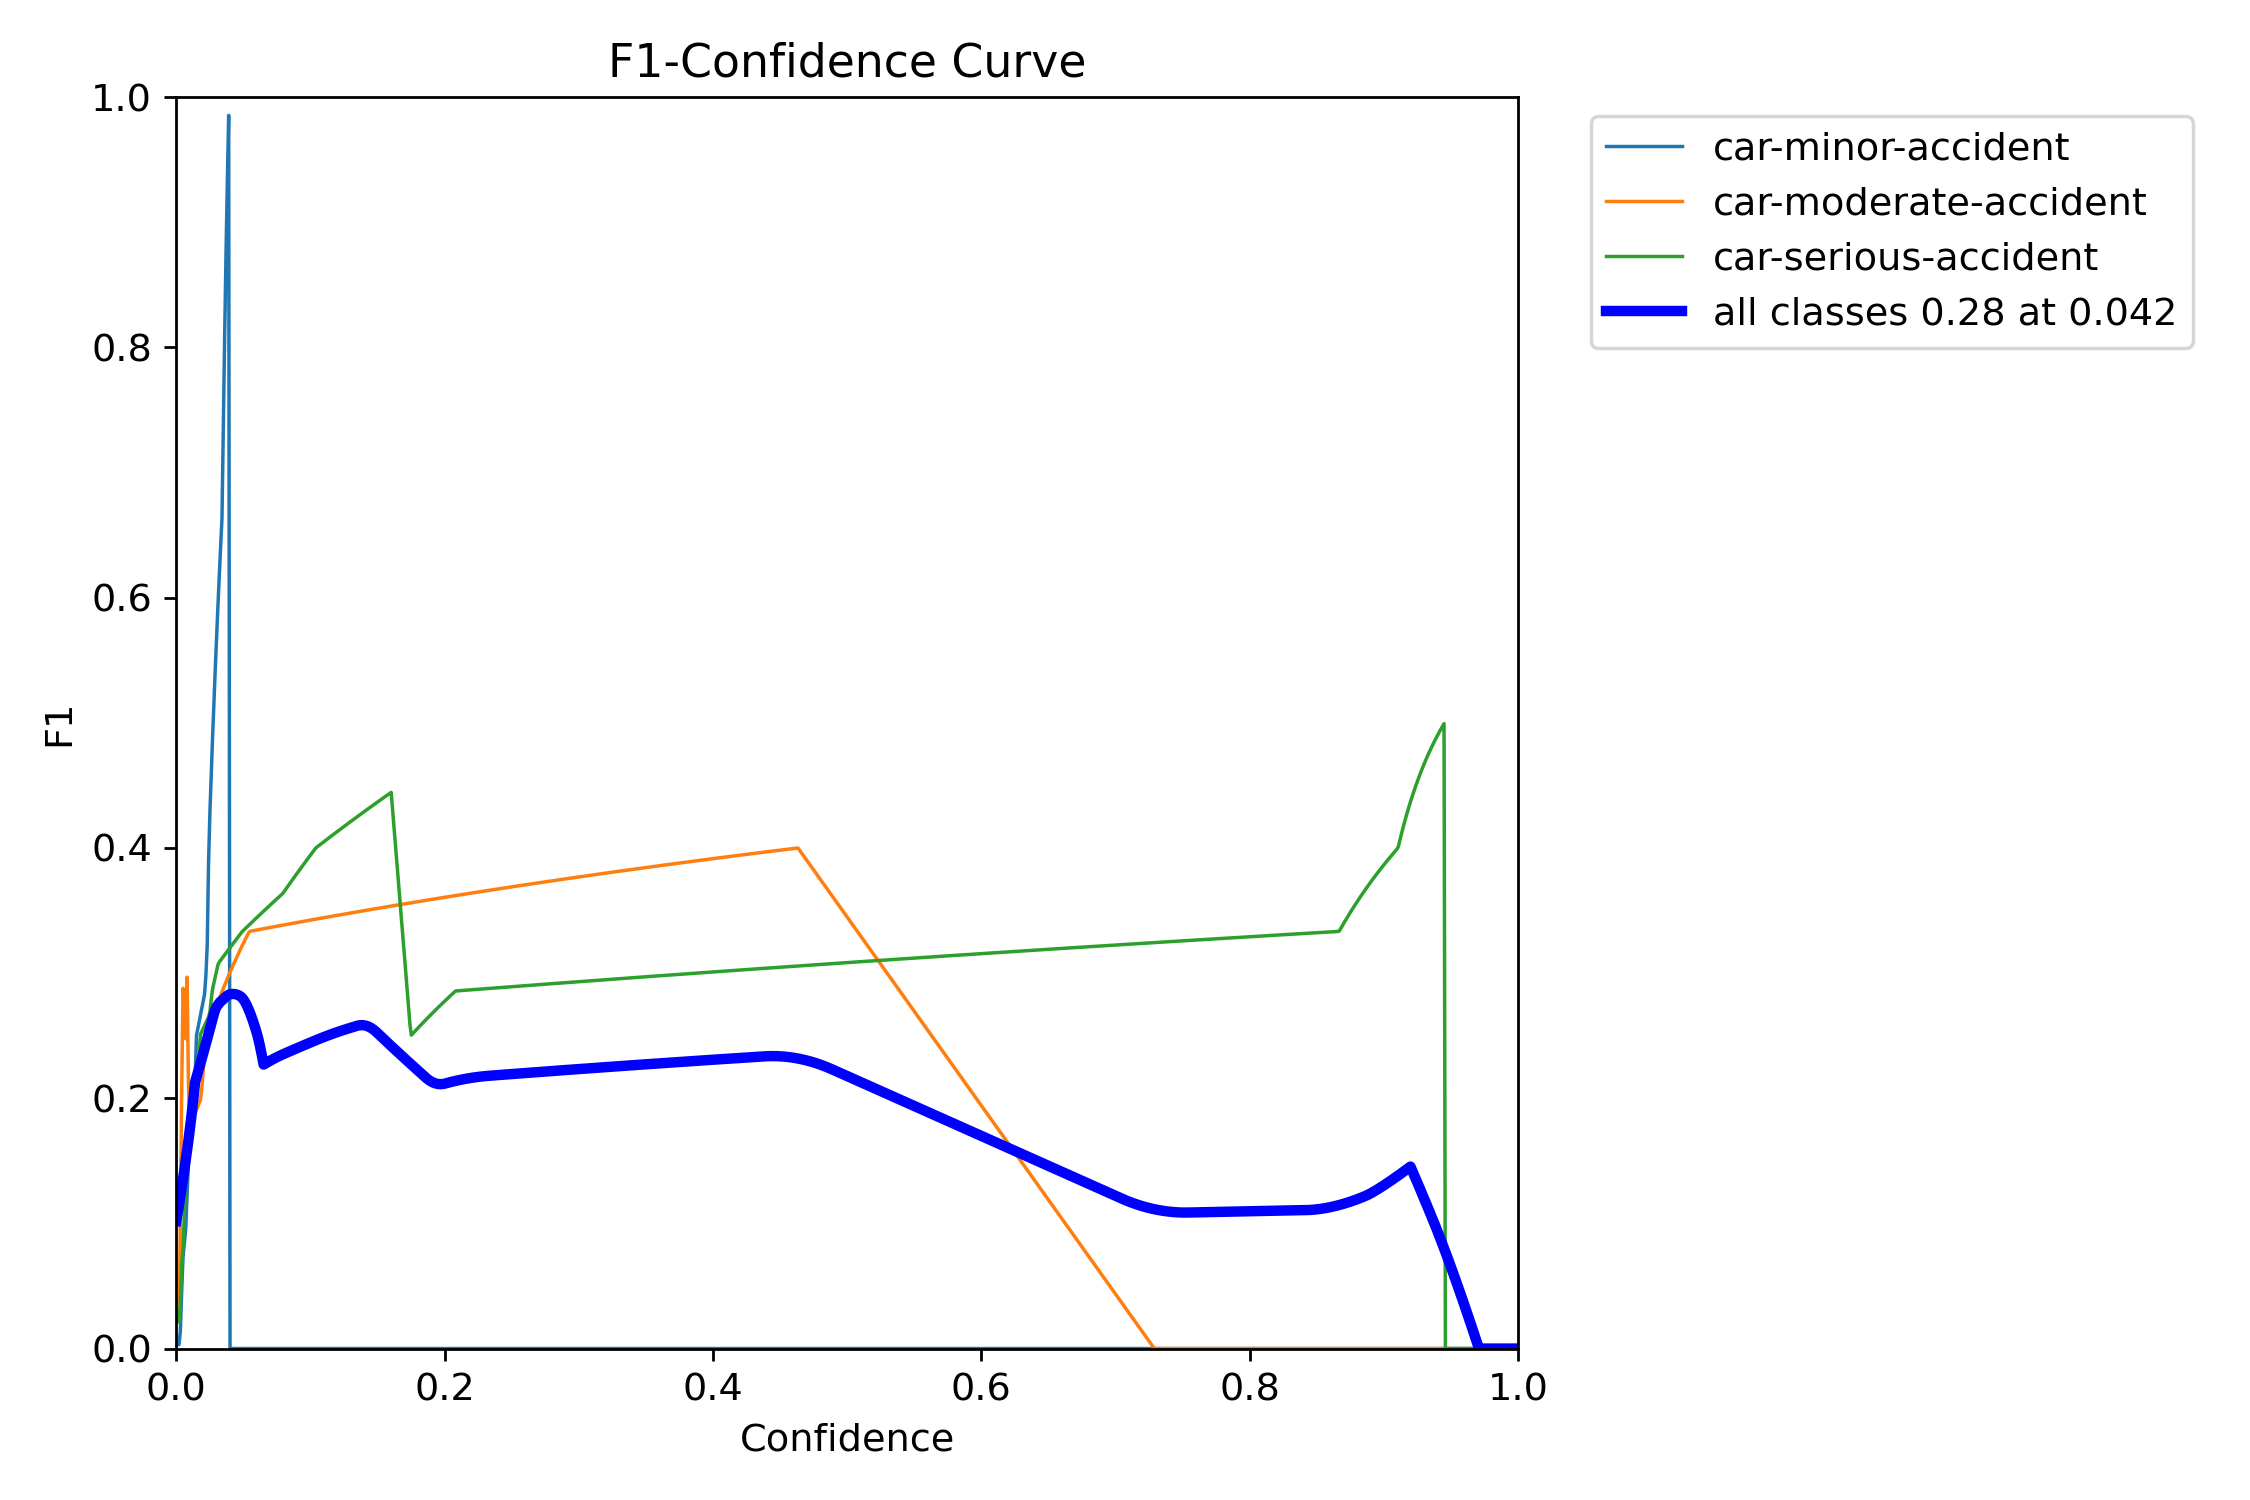 F1-Confidence Curve
1.0
0.8
0.6
0.4
0.2
0.0
F1
0.0 0.2 0.4 0.6 0.8 1.0
Confidence
car-minor-accident
car-moderate-accident
car-serious-accident
all classes 0.28 at 0.042